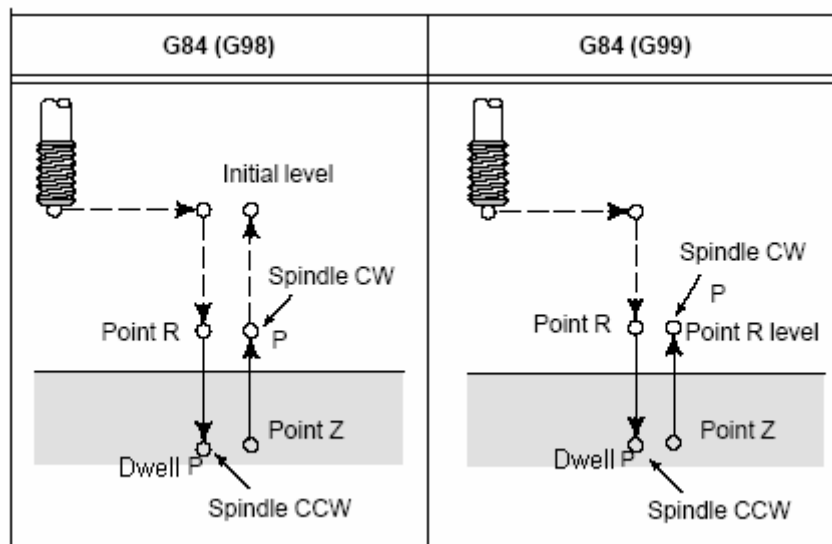 G84 (G98)
G84 (G99)
Initial level
Spindle CW
Point R
P
Point Z
Dwell P
Spindle CCW
Spindle CW
P
Point R
Point R level
Point Z
Dwell P
Spindle CCW